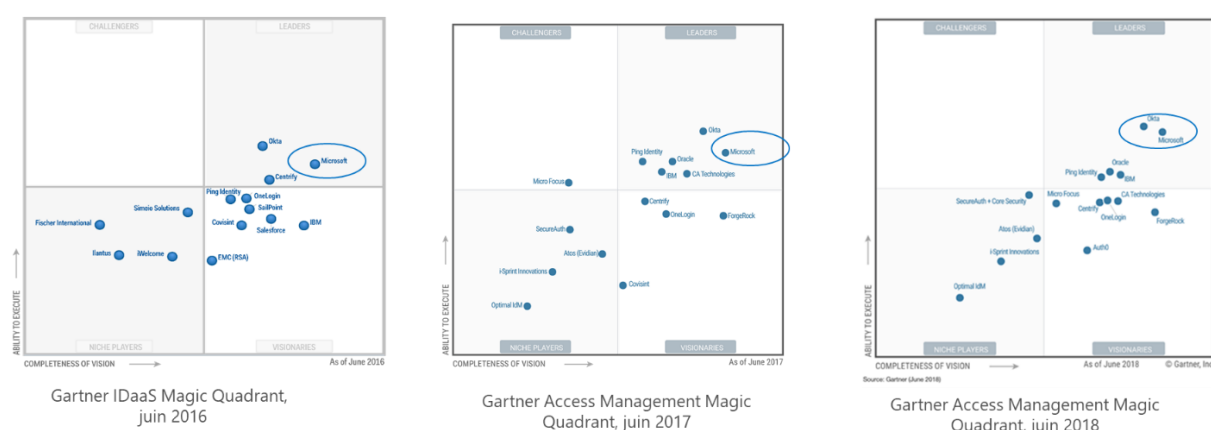 CHALLENGERS
LEADERS
Okta
Microsoft
Centrify
Ping Identity
OneLogin
SailPoint
Simeio Solutions
Fischer International
Covisint
Salesforce
IBM
Ilantus
iWelcome
EMC (RSA)
ABILITY TO EXECUTE
NICHE PLAYERS
VISIONARIES
COMPLETENESS OF VISION
As of June 2016
Gartner IDaaS Magic Quadrant,
juin 2016
CHALLENGERS
LEADERS
Okta
Microsoft
Ping Identity
Oracle
IBM
CA Technologies
Micro Focus
Centrify
OneLogin
ForgeRock
SecureAuth
Atos (Evidian)
i-Sprint Innovations
Covisint
Optimal IdM
ABILITY TO EXECUTE
NICHE PLAYERS
VISIONARIES
COMPLETENESS OF VISION
As of June 2017
Gartner Access Management Magic
Quadrant, juin 2017
CHALLENGERS
LEADERS
Okta
Microsoft
Oracle
Ping Identity
IBM
SecureAuth + Core Security
Micro Focus
CA Technologies
Centrify
OneLogin
ForgeRock
Atos (Evidian)
Auth0
i-Sprint Innovations
Optimal IdM
ABILITY TO EXECUTE
NICHE PLAYERS
VISIONARIES
COMPLETENESS OF VISION
As of June 2018
© Gartner, Inc
Source: Gartner (June 2018)
Gartner Access Management Magic
Quadrant, juin 2018